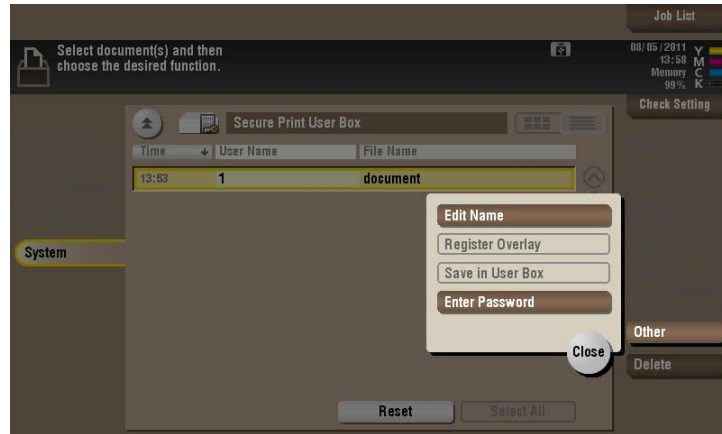 Job List
Select document(s) and then
choose the desired function.
08/05/2011
13:58
Memory
99%
Y
M
C
K
Check Setting
Secure Print User Box
Time
User Name
File Name
13:53
1
document
Edit Name
Register Overlay
Save in User Box
Enter Password
System
Other
Close
Delete
Reset
Select All